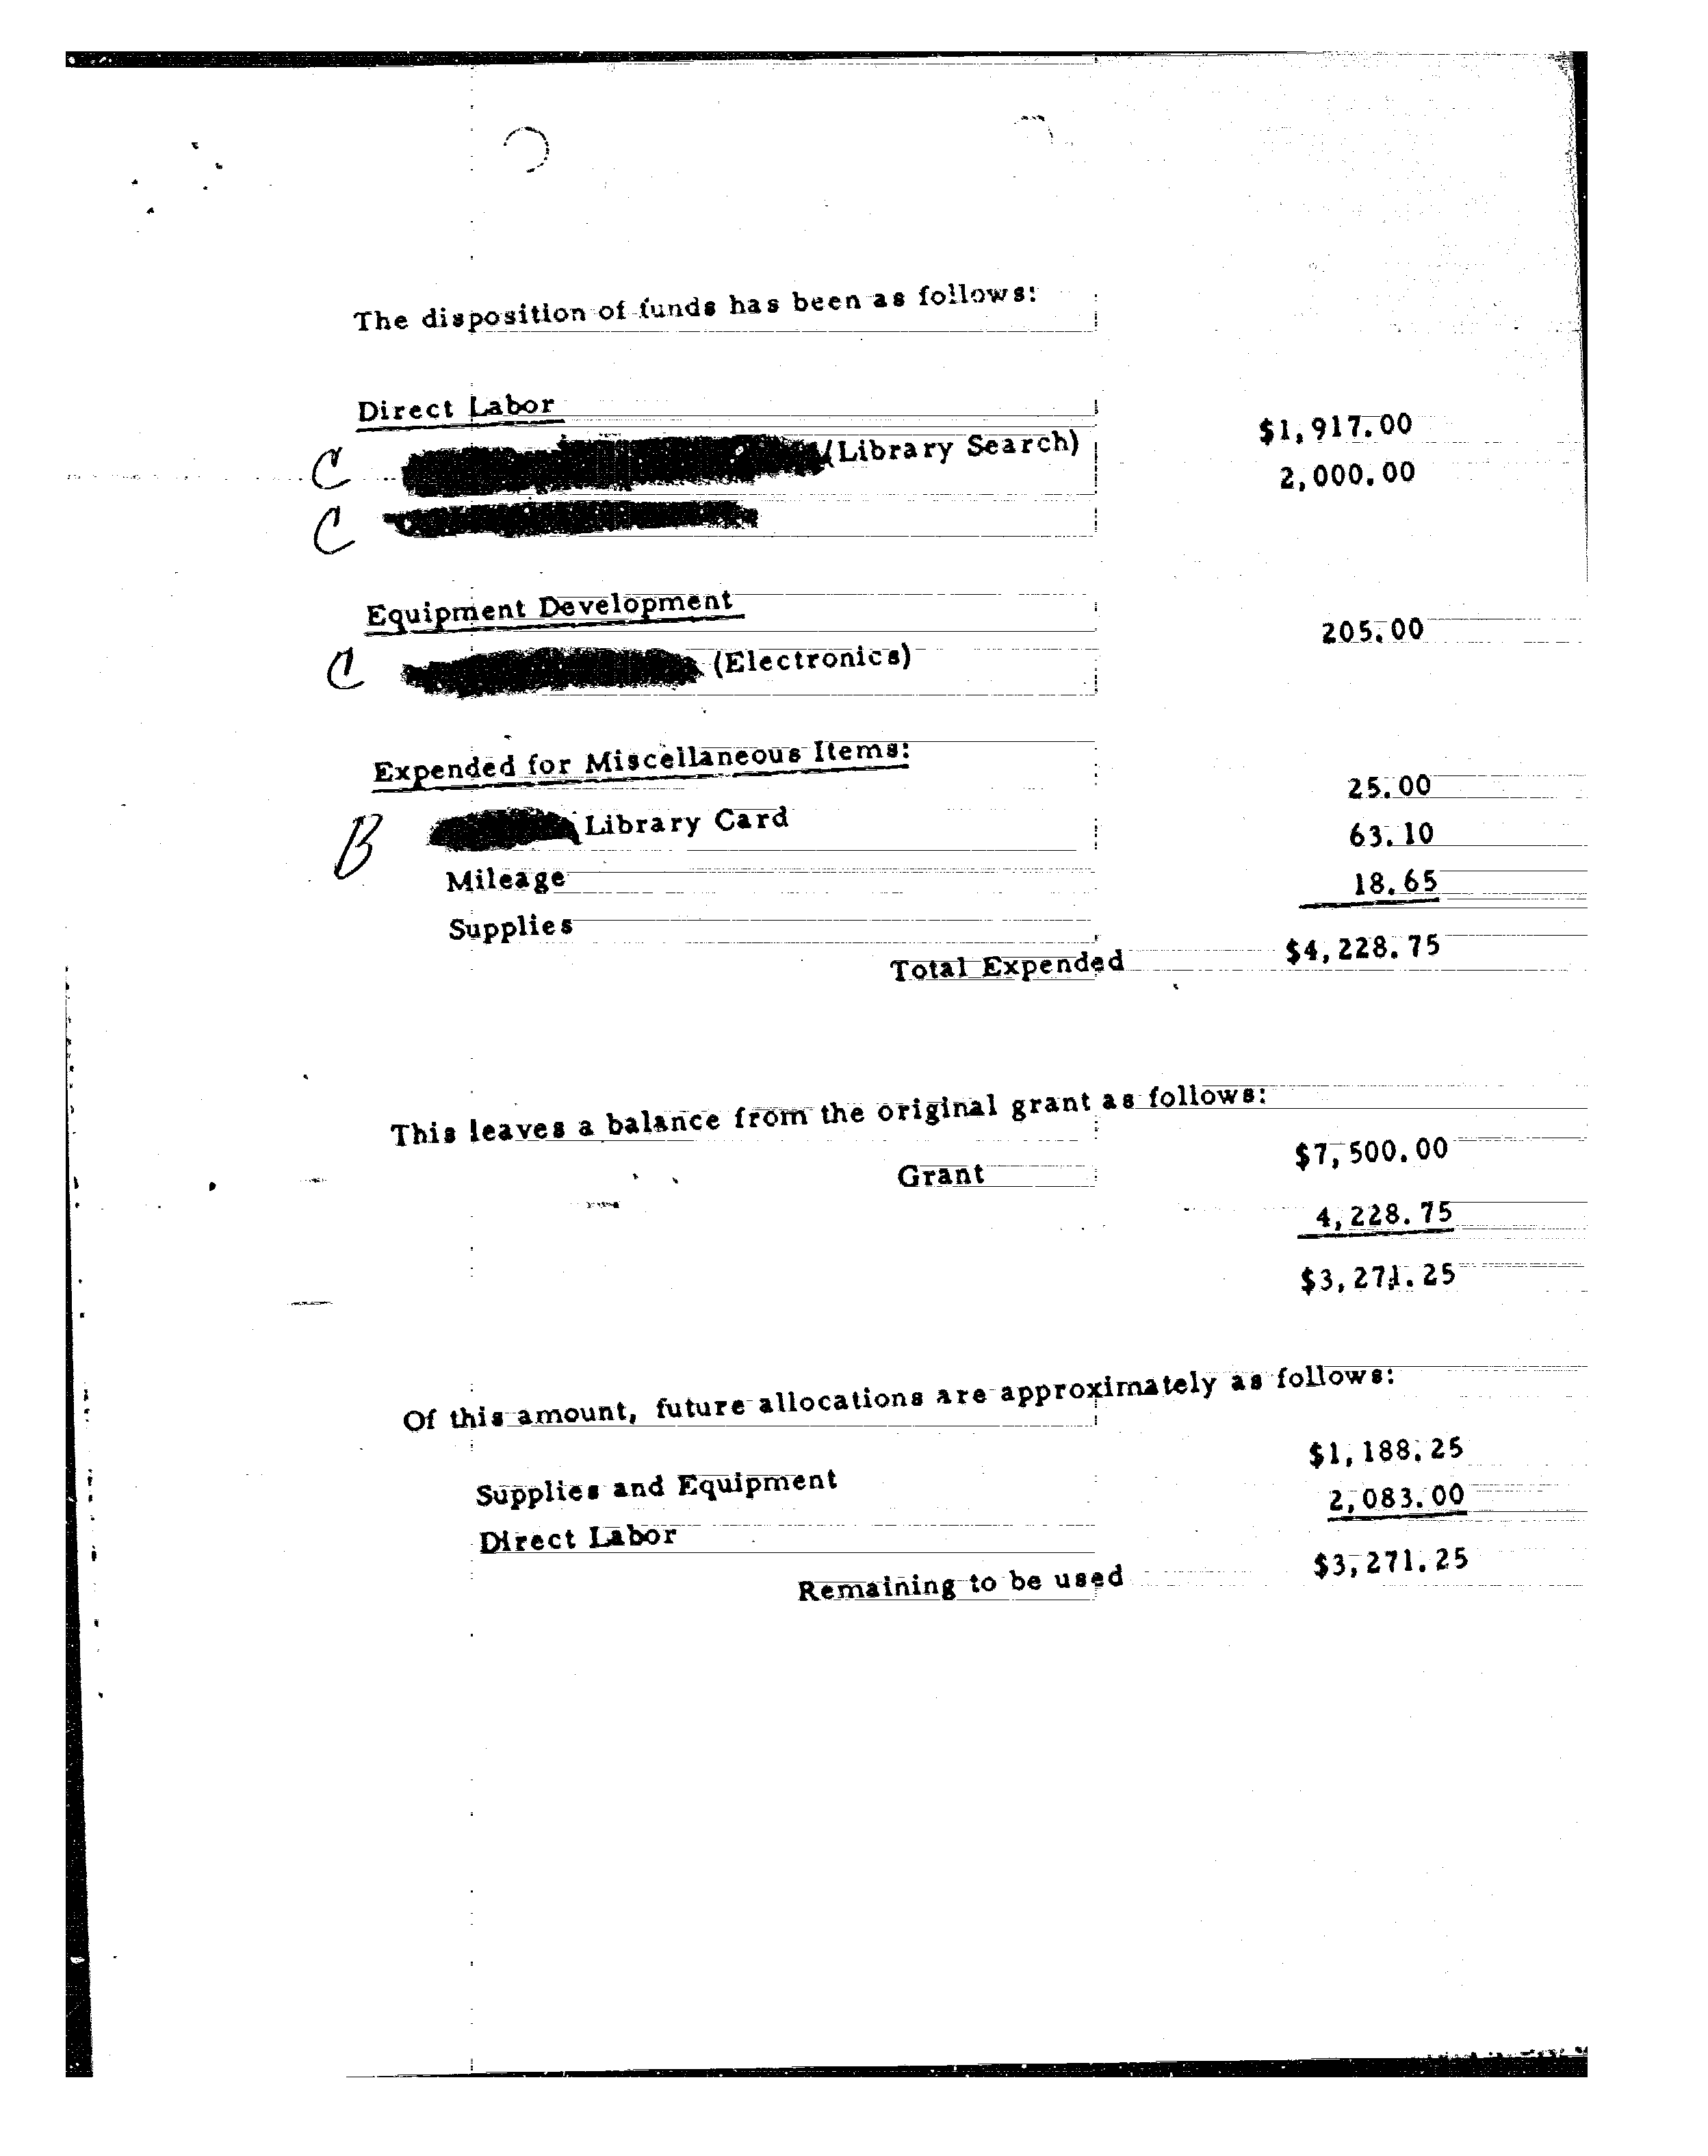 The disposition of funds has been as follows:
Direct Labor
C (Library Search) $1,917.00
C 2,000.00
Equipment Development
C (Electronics) 205.00
Expended for Miscellaneous Items:
B Library Card 25.00
Mileage 63.10
Supplies 18.65
Total Expended $4,228.75
This leaves a balance from the original grant as follows:
Grant $7,500.00
4,228.75
$3,271.25
Of this amount, future allocations are approximately as follows:
Supplies and Equipment $1,188.25
Direct Labor 2,083.00
Remaining to be used $3,271.25